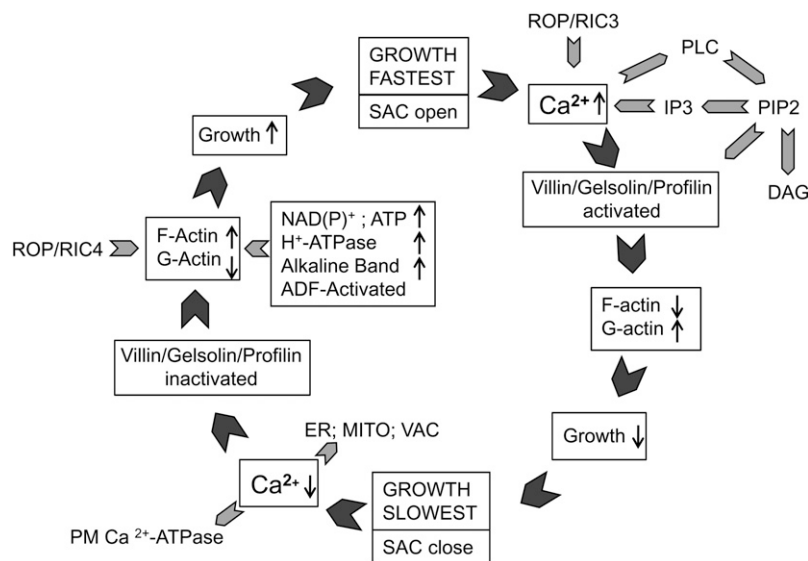 ROP/RIC3
GROWTH
FASTEST
SAC open
PLC
Ca²⁺ ↑
IP3
PIP2
DAG
Growth ↑
Villin/Gelsolin/Profilin
activated
ROP/RIC4
F-Actin ↑
G-Actin ↓
NAD(P)⁺ ; ATP ↑
H⁺-ATPase ↑
Alkaline Band ↑
ADF-Activated
F-actin ↓
G-actin ↑
Villin/Gelsolin/Profilin
inactivated
Growth ↓
ER; MITO; VAC
Ca²⁺ ↓
GROWTH
SLOWEST
SAC close
PM Ca ²⁺-ATPase